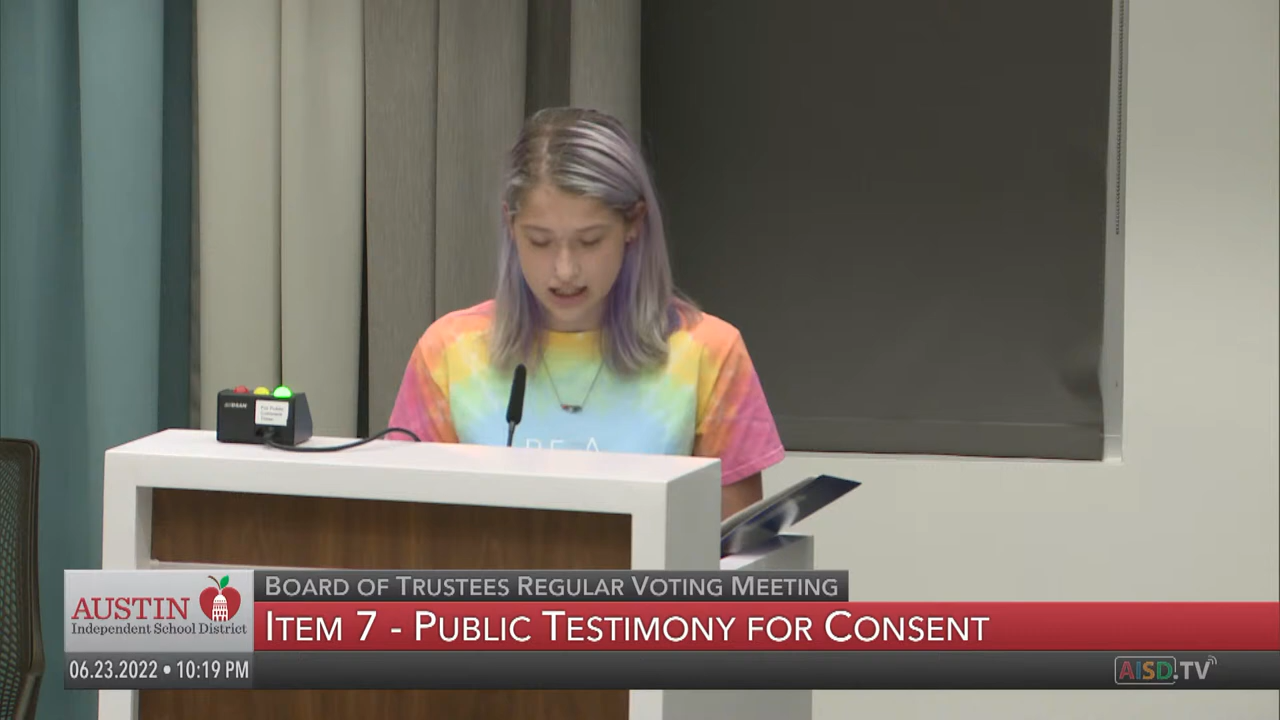 BE A
AUSTIN
Independent School District
BOARD OF TRUSTEES REGULAR VOTING MEETING
ITEM 7 - PUBLIC TESTIMONY FOR CONSENT
06.23.2022 • 10:19 PM
AISD.TV